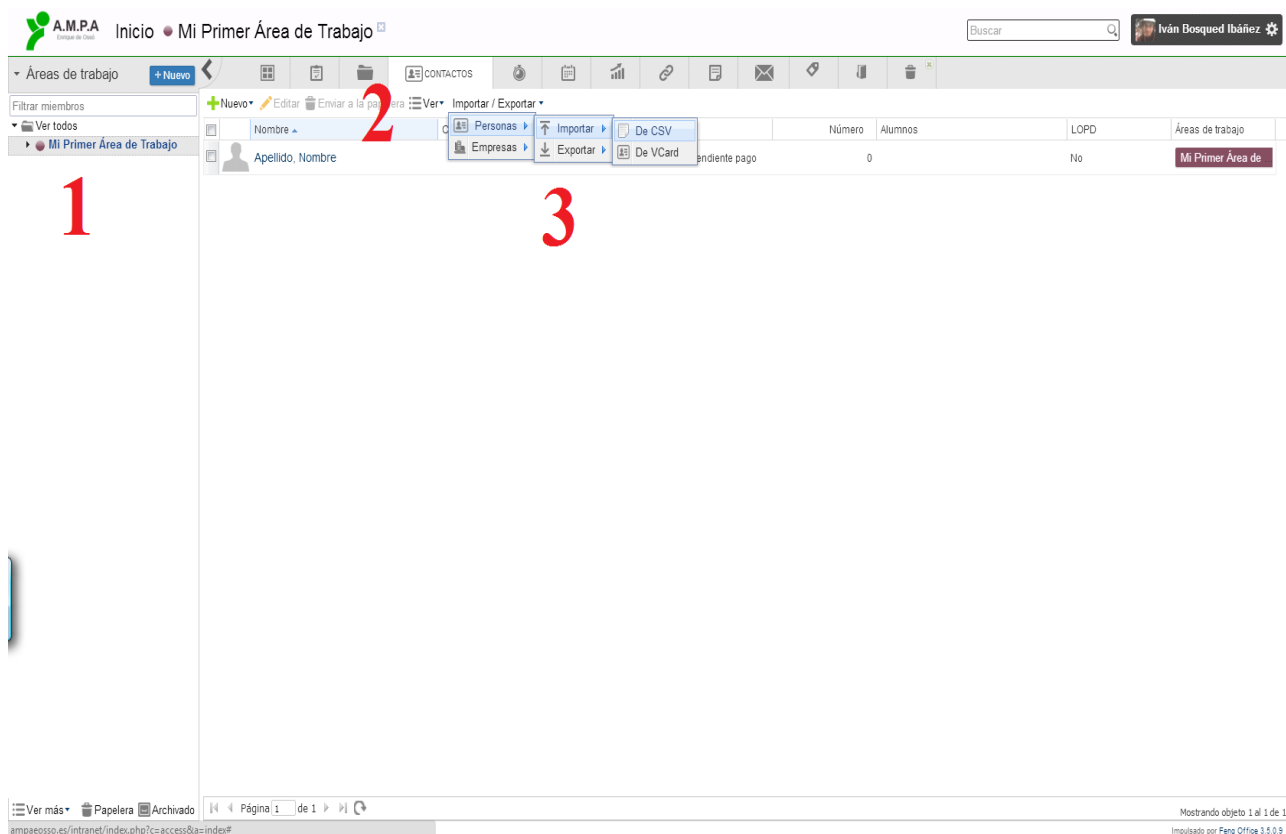 A.M.P.A
Enrique de Ossó
Inicio Mi Primer Área de Trabajo
Buscar
Iván Bosqued Ibáñez
Áreas de trabajo
+Nuevo
CONTACTOS
Filtrar miembros
Nuevo Editar Enviar a la papelera Ver Importar / Exportar
2
Ver todos
Mi Primer Área de Trabajo
Nombre
Personas
Importar
De CSV
Número
Alumnos
LOPD
Áreas de trabajo
Empresas
Exportar
De VCard
Apellido, Nombre
endiente pago
0
No
Mi Primer Área de
1
3
Ver más Papelera Archivado
Página 1 de 1
Mostrando objeto 1 al 1 de 1
ampaeosso.es/intranet/index.php?c=access&a=index#
Impulsado por Feng Office 3.5.0.9